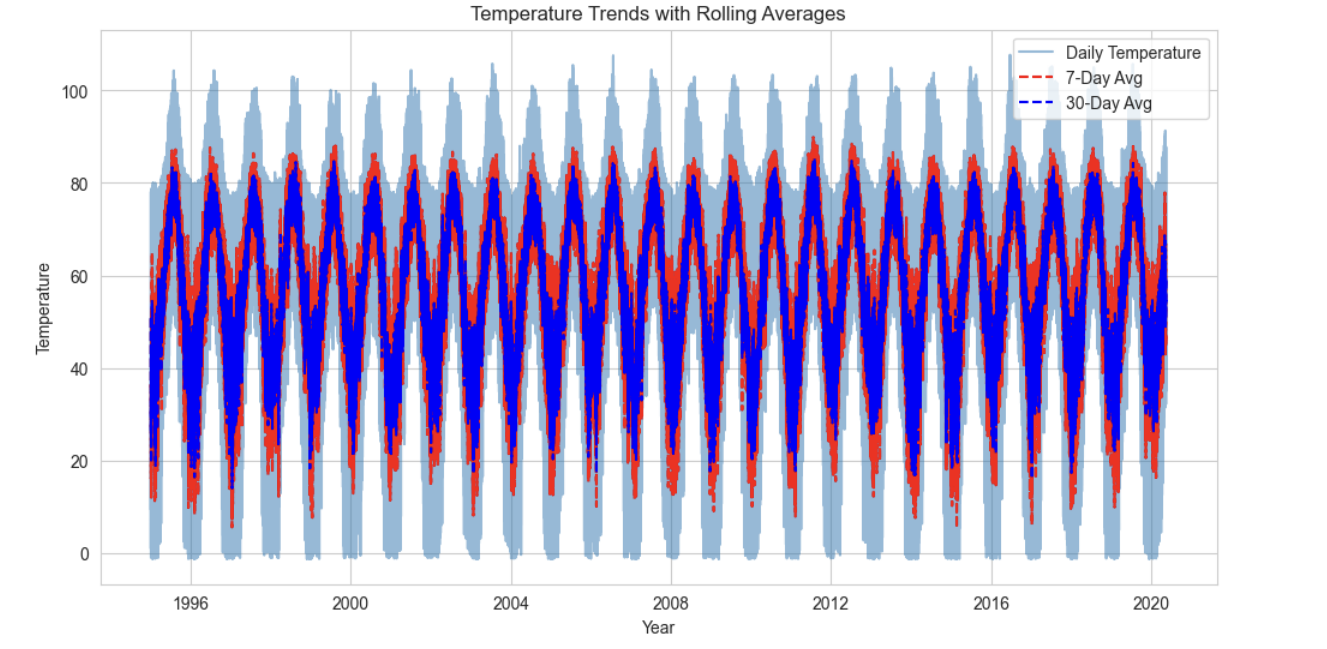 Temperature Trends with Rolling Averages
Daily Temperature
7-Day Avg
30-Day Avg
100
80
60
40
20
0
Temperature
1996
2000
2004
2008
2012
2016
2020
Year